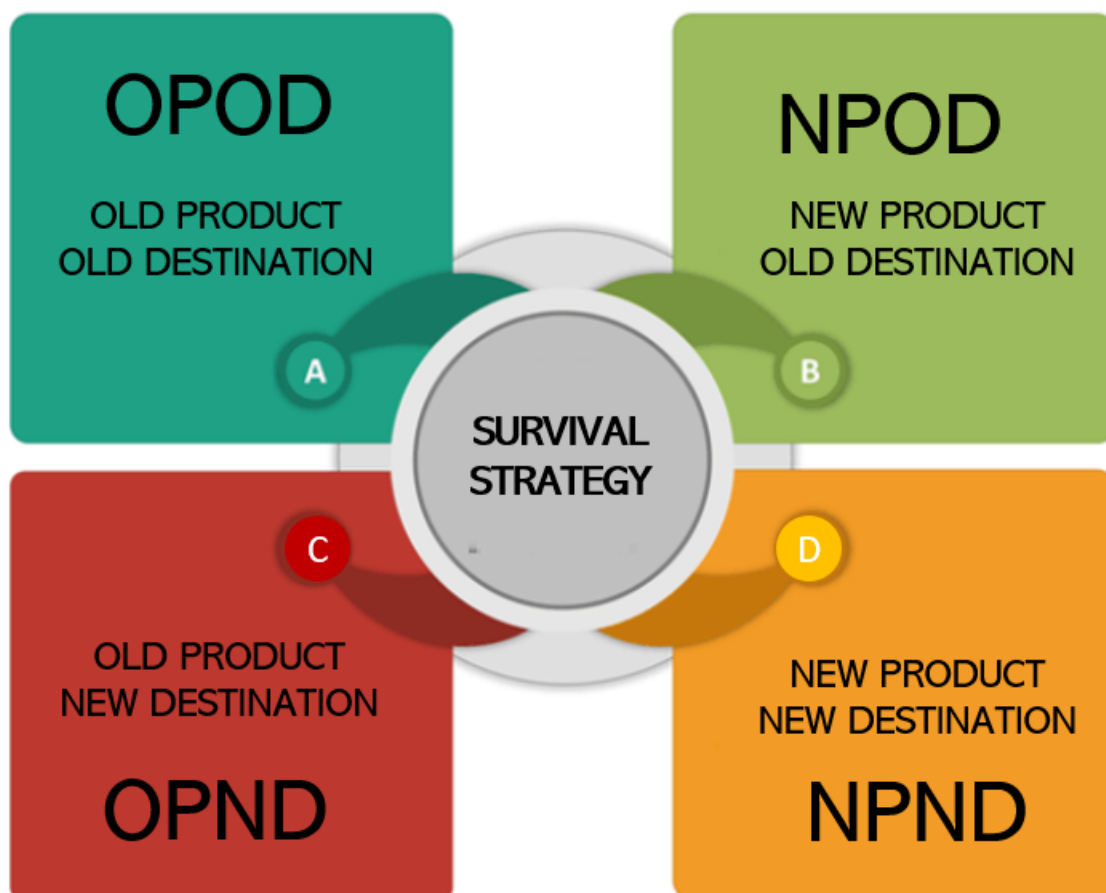 OPOD
OLD PRODUCT
OLD DESTINATION
A
NPOD
NEW PRODUCT
OLD DESTINATION
B
SURVIVAL
STRATEGY
C
OLD PRODUCT
NEW DESTINATION
OPND
D
NEW PRODUCT
NEW DESTINATION
NPND